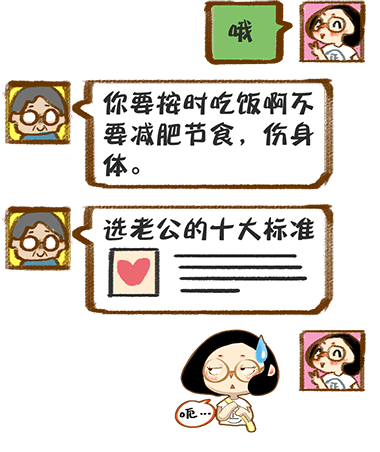 哦
你要按时吃饭啊不
要减肥节食，伤身
体。
选老公的十大标准
呃…